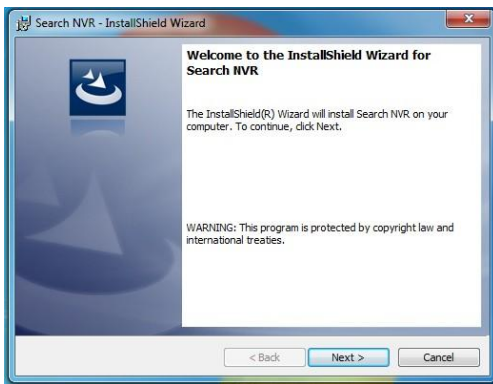 Search NVR - InstallShield Wizard
Welcome to the InstallShield Wizard for
Search NVR
The InstallShield(R) Wizard will install Search NVR on your
computer. To continue, click Next.
WARNING: This program is protected by copyright law and
international treaties.
< Back
Next >
Cancel